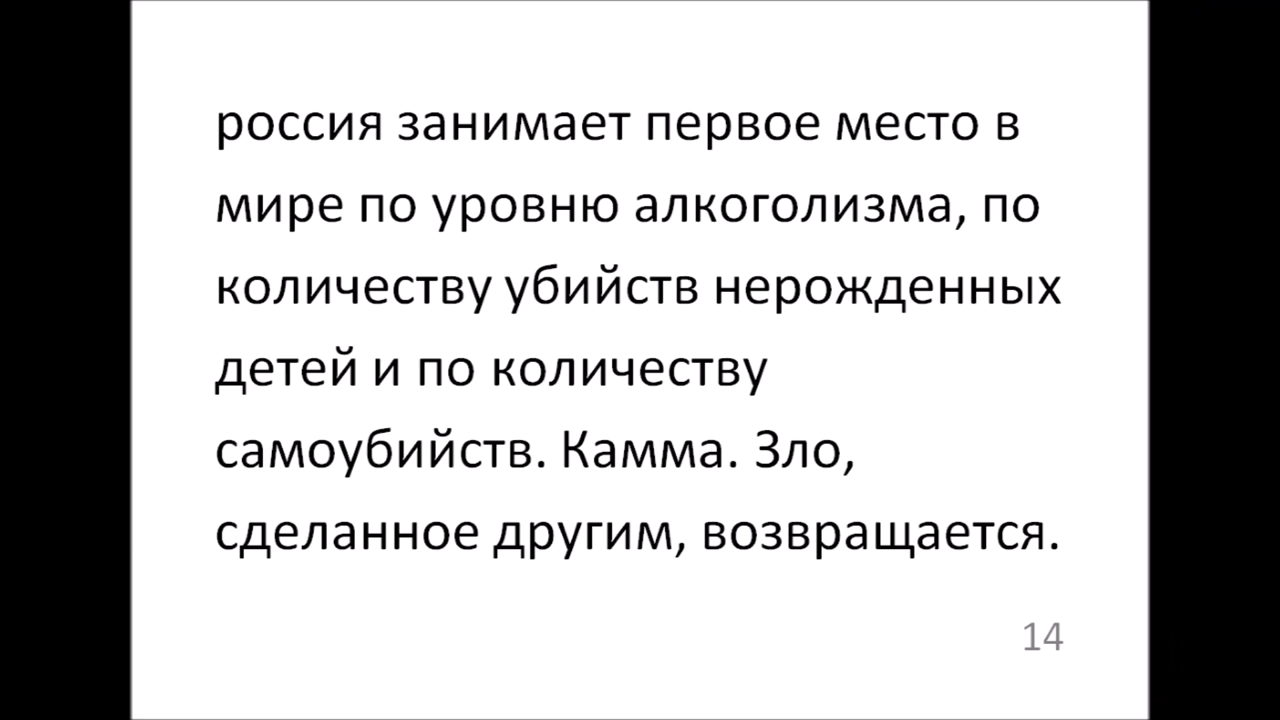 россия занимает первое место в
мире по уровню алкоголизма, по
количеству убийств нерожденных
детей и по количеству
самоубийств. Камма. Зло,
сделанное другим, возвращается.
14